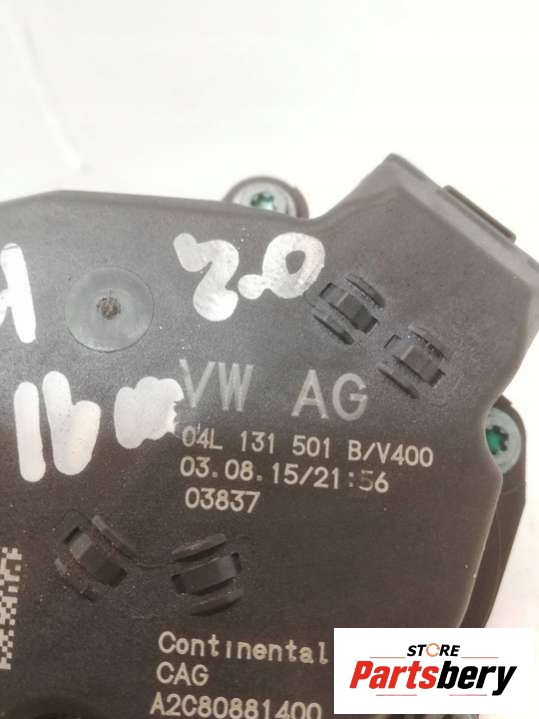 2.0
VW AG
04L 131 501 B/V400
03.08.15/21:56
03837
Continental
CAG
A2C80881400
STORE
Partsbery